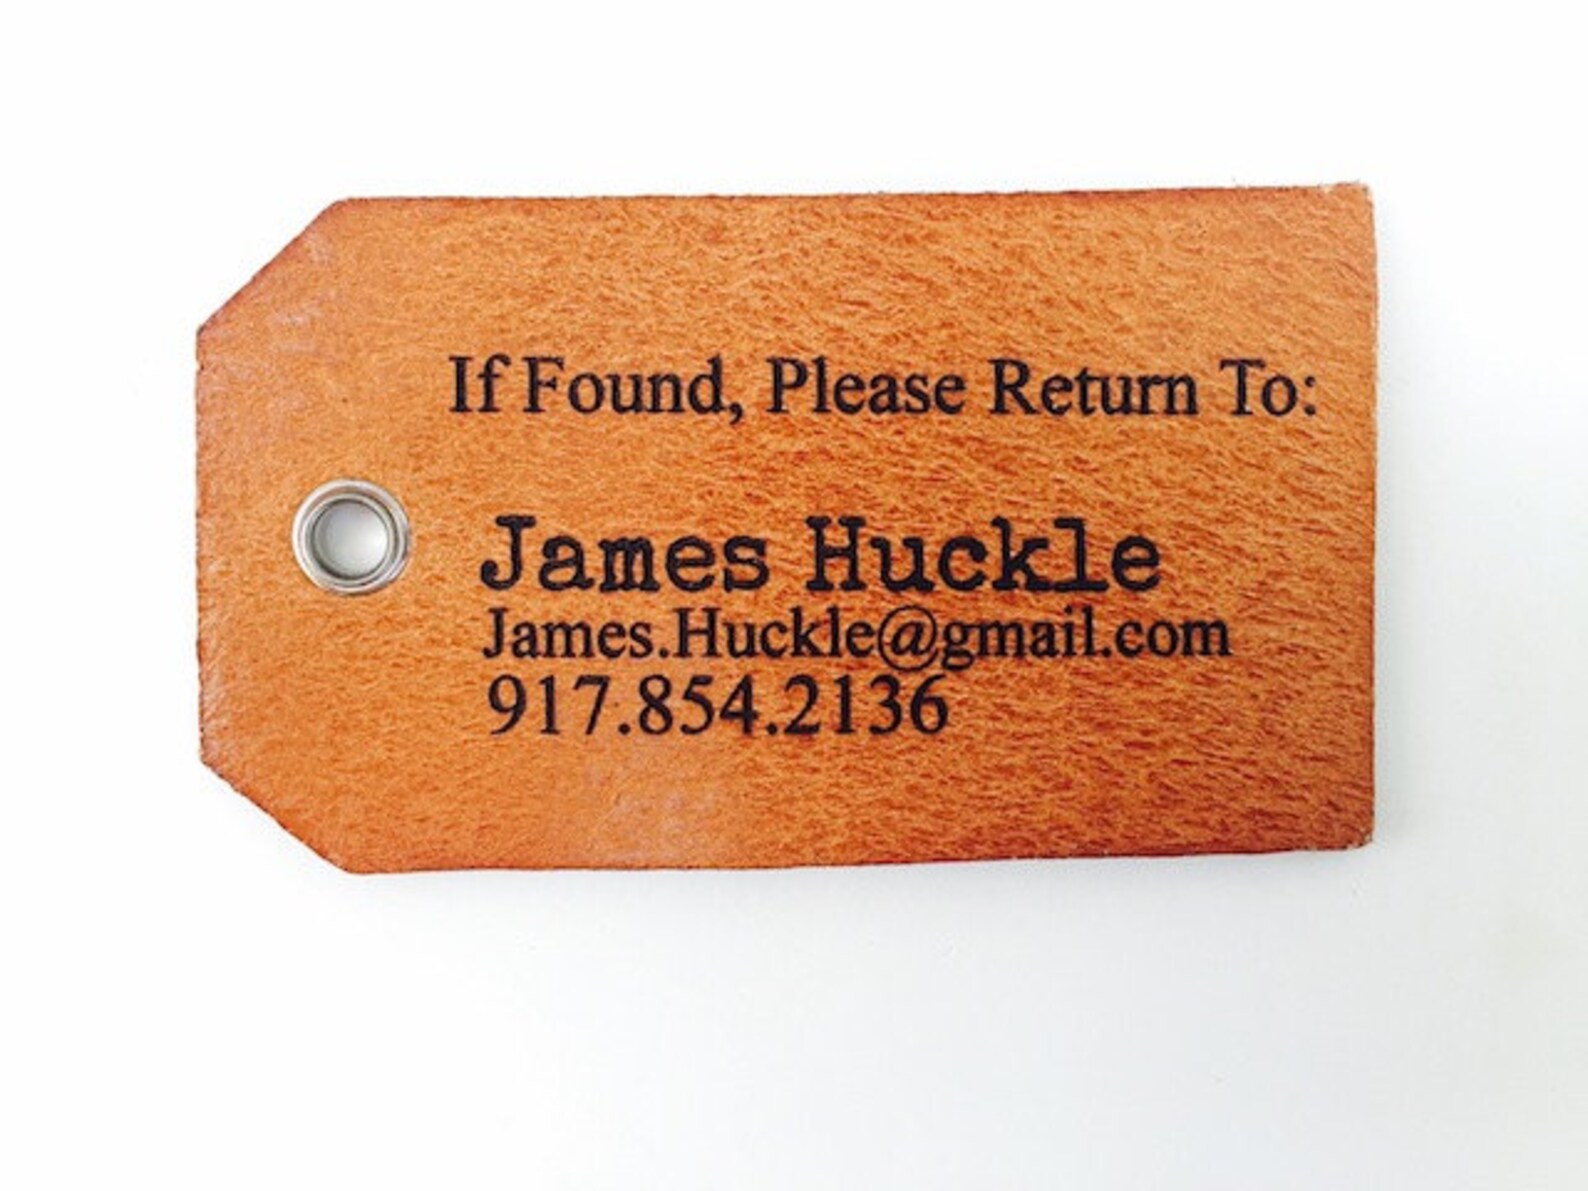 If Found, Please Return To:
James Huckle
James.Huckle@gmail.com
917.854.2136